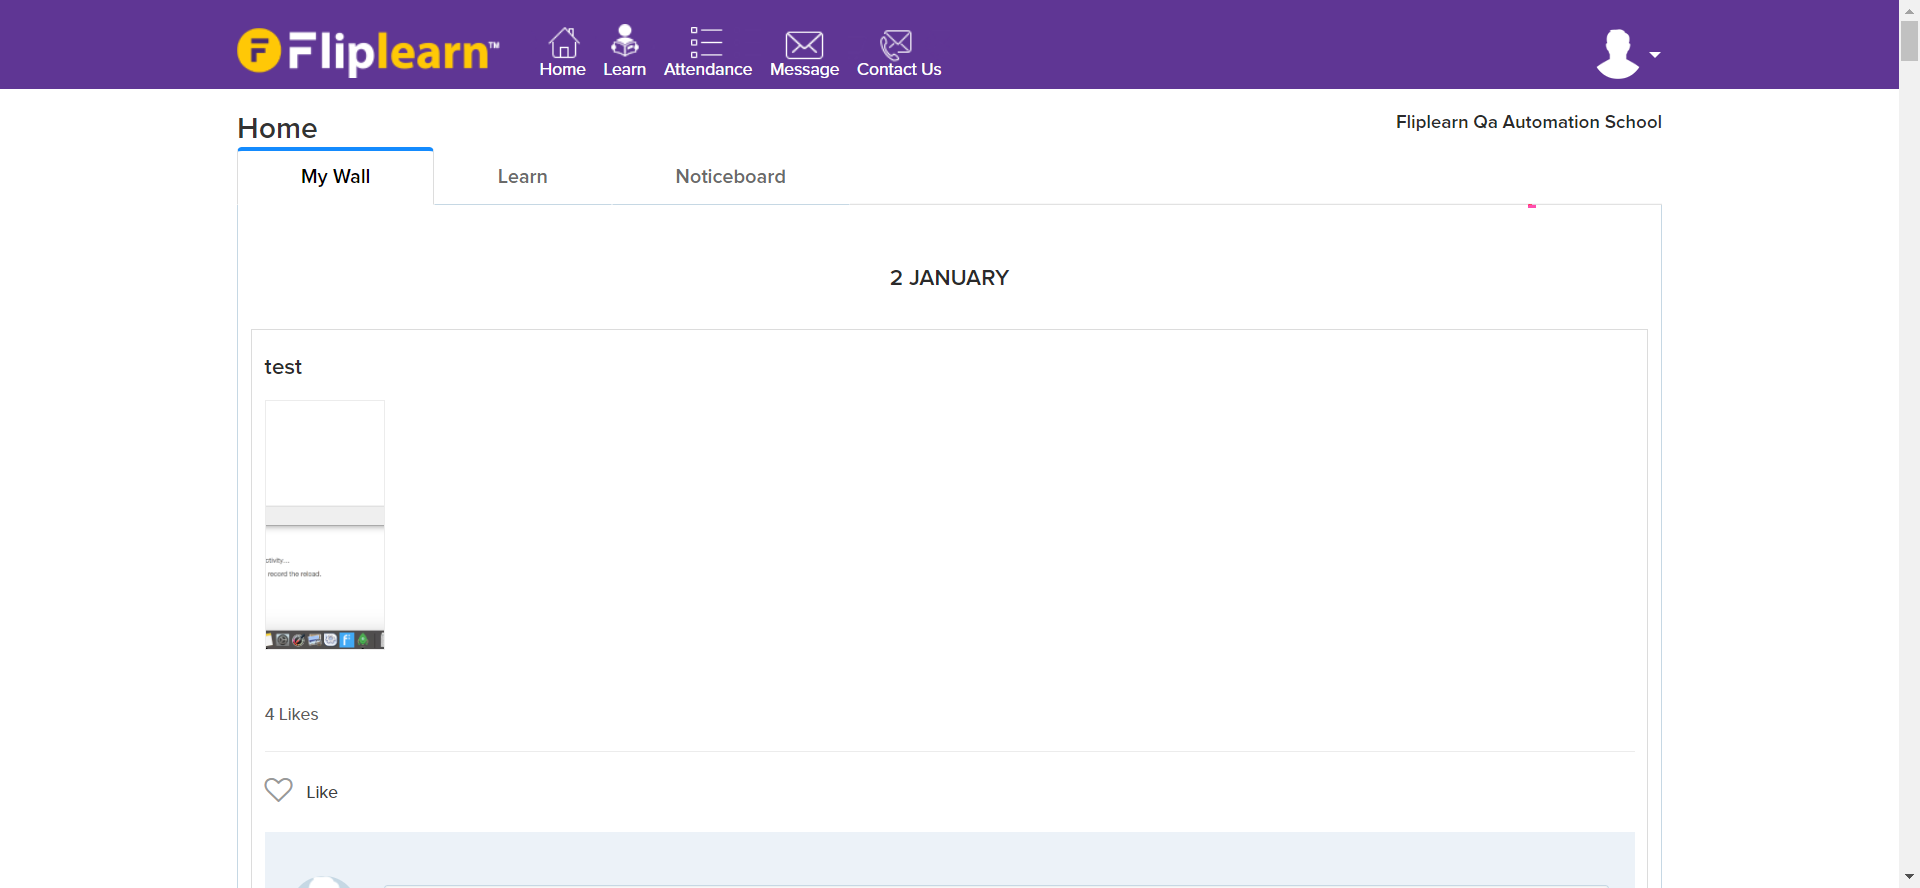 Fliplearn™
Home Learn Attendance Message Contact Us
Home
Fliplearn Qa Automation School
My Wall Learn Noticeboard
2 JANUARY
test
ctivity...
record the reload.
4 Likes
Like